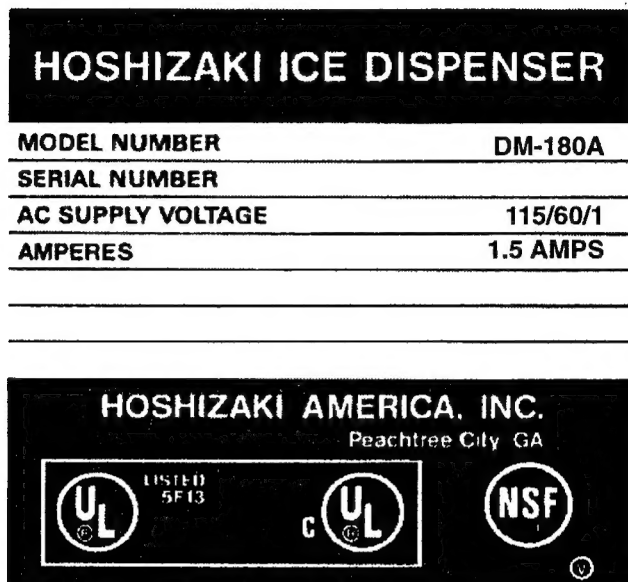 HOSHIZAKI ICE DISPENSER
MODEL NUMBER DM-180A
SERIAL NUMBER
AC SUPPLY VOLTAGE 115/60/1
AMPERES 1.5 AMPS
HOSHIZAKI AMERICA, INC.
Peachtree City GA
UL LISTED 5F13 C UL NSF
V